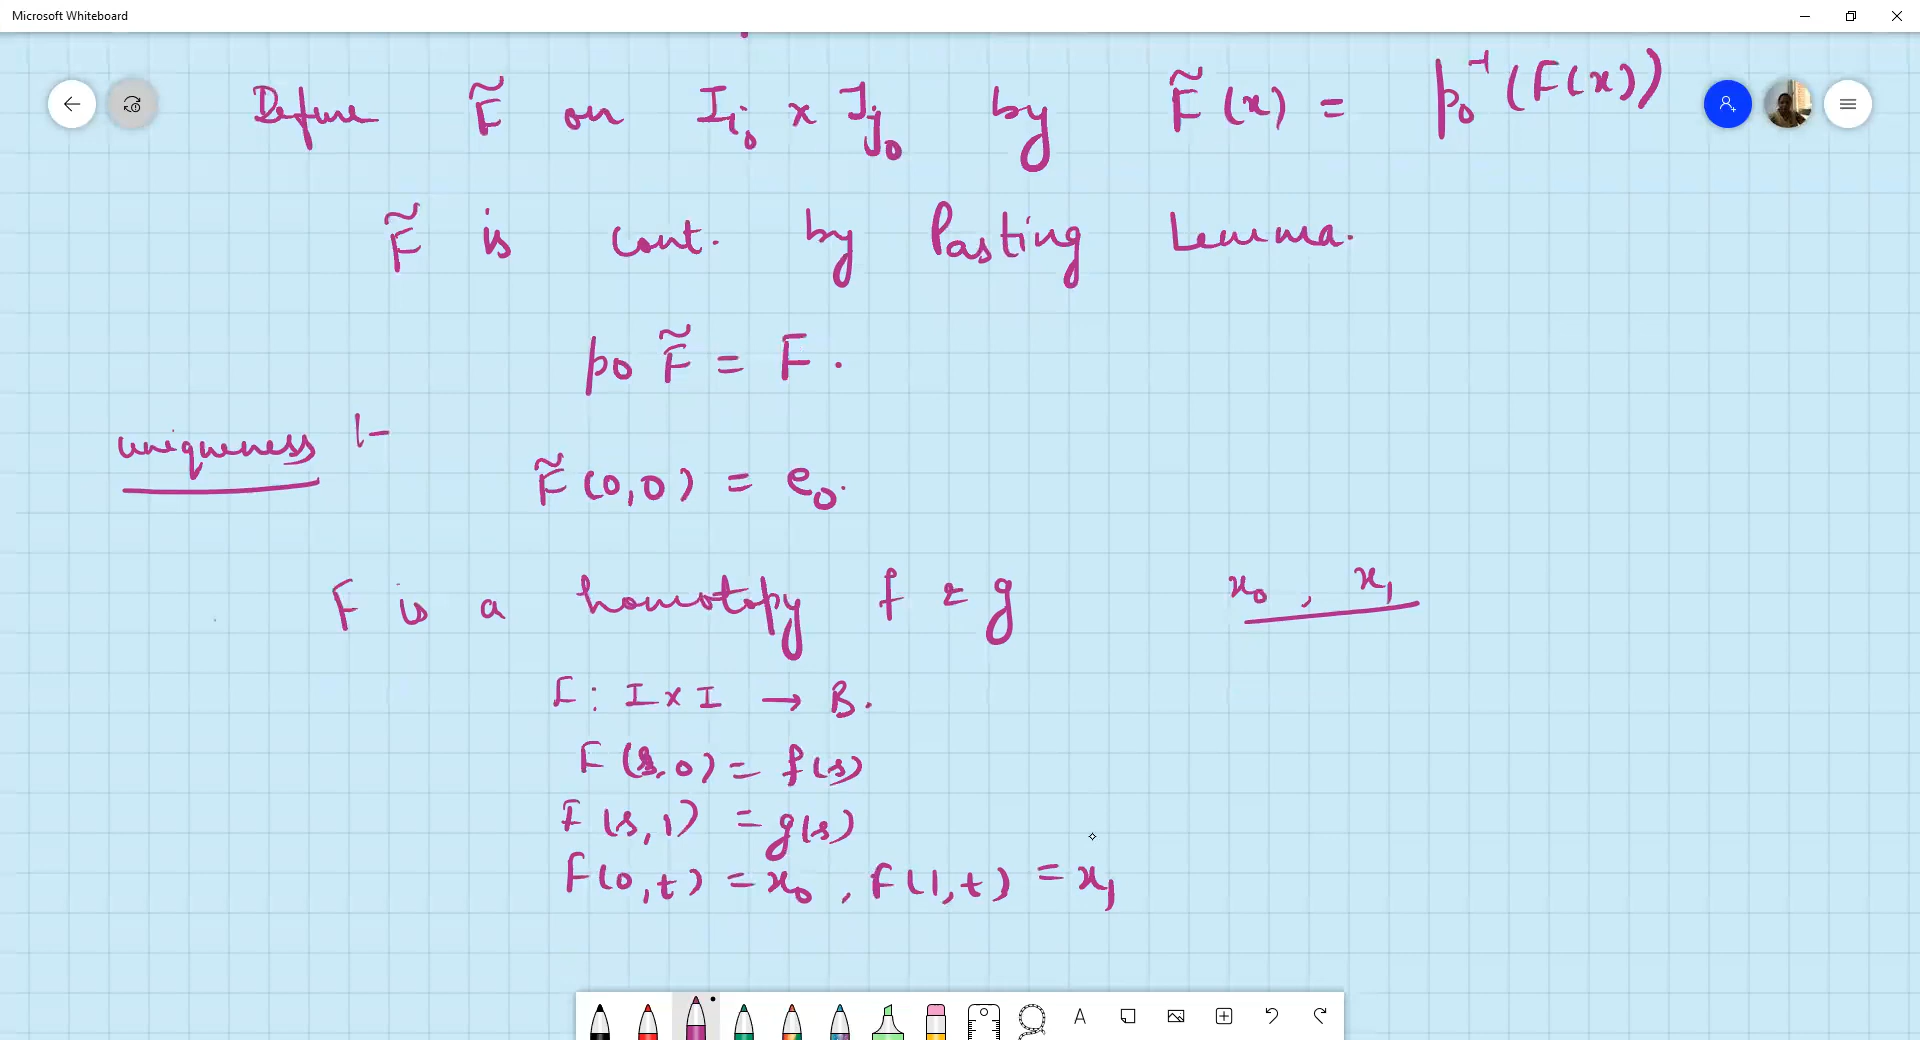 Microsoft Whiteboard
Define F̃ on I_{i_0} × J_{j_0} by F̃(x) = p_0^{-1}(F(x))
F̃ is cont. by Pasting Lemma.
p o F̃ = F.
uniqueness :-
F̃(0,0) = e_0.
F is a homotopy f & g x_0, x_1
F: I × I → B.
F(s,0) = f(s)
F(s,1) = g(s)
F(0,t) = x_0, F(1,t) = x_1
A